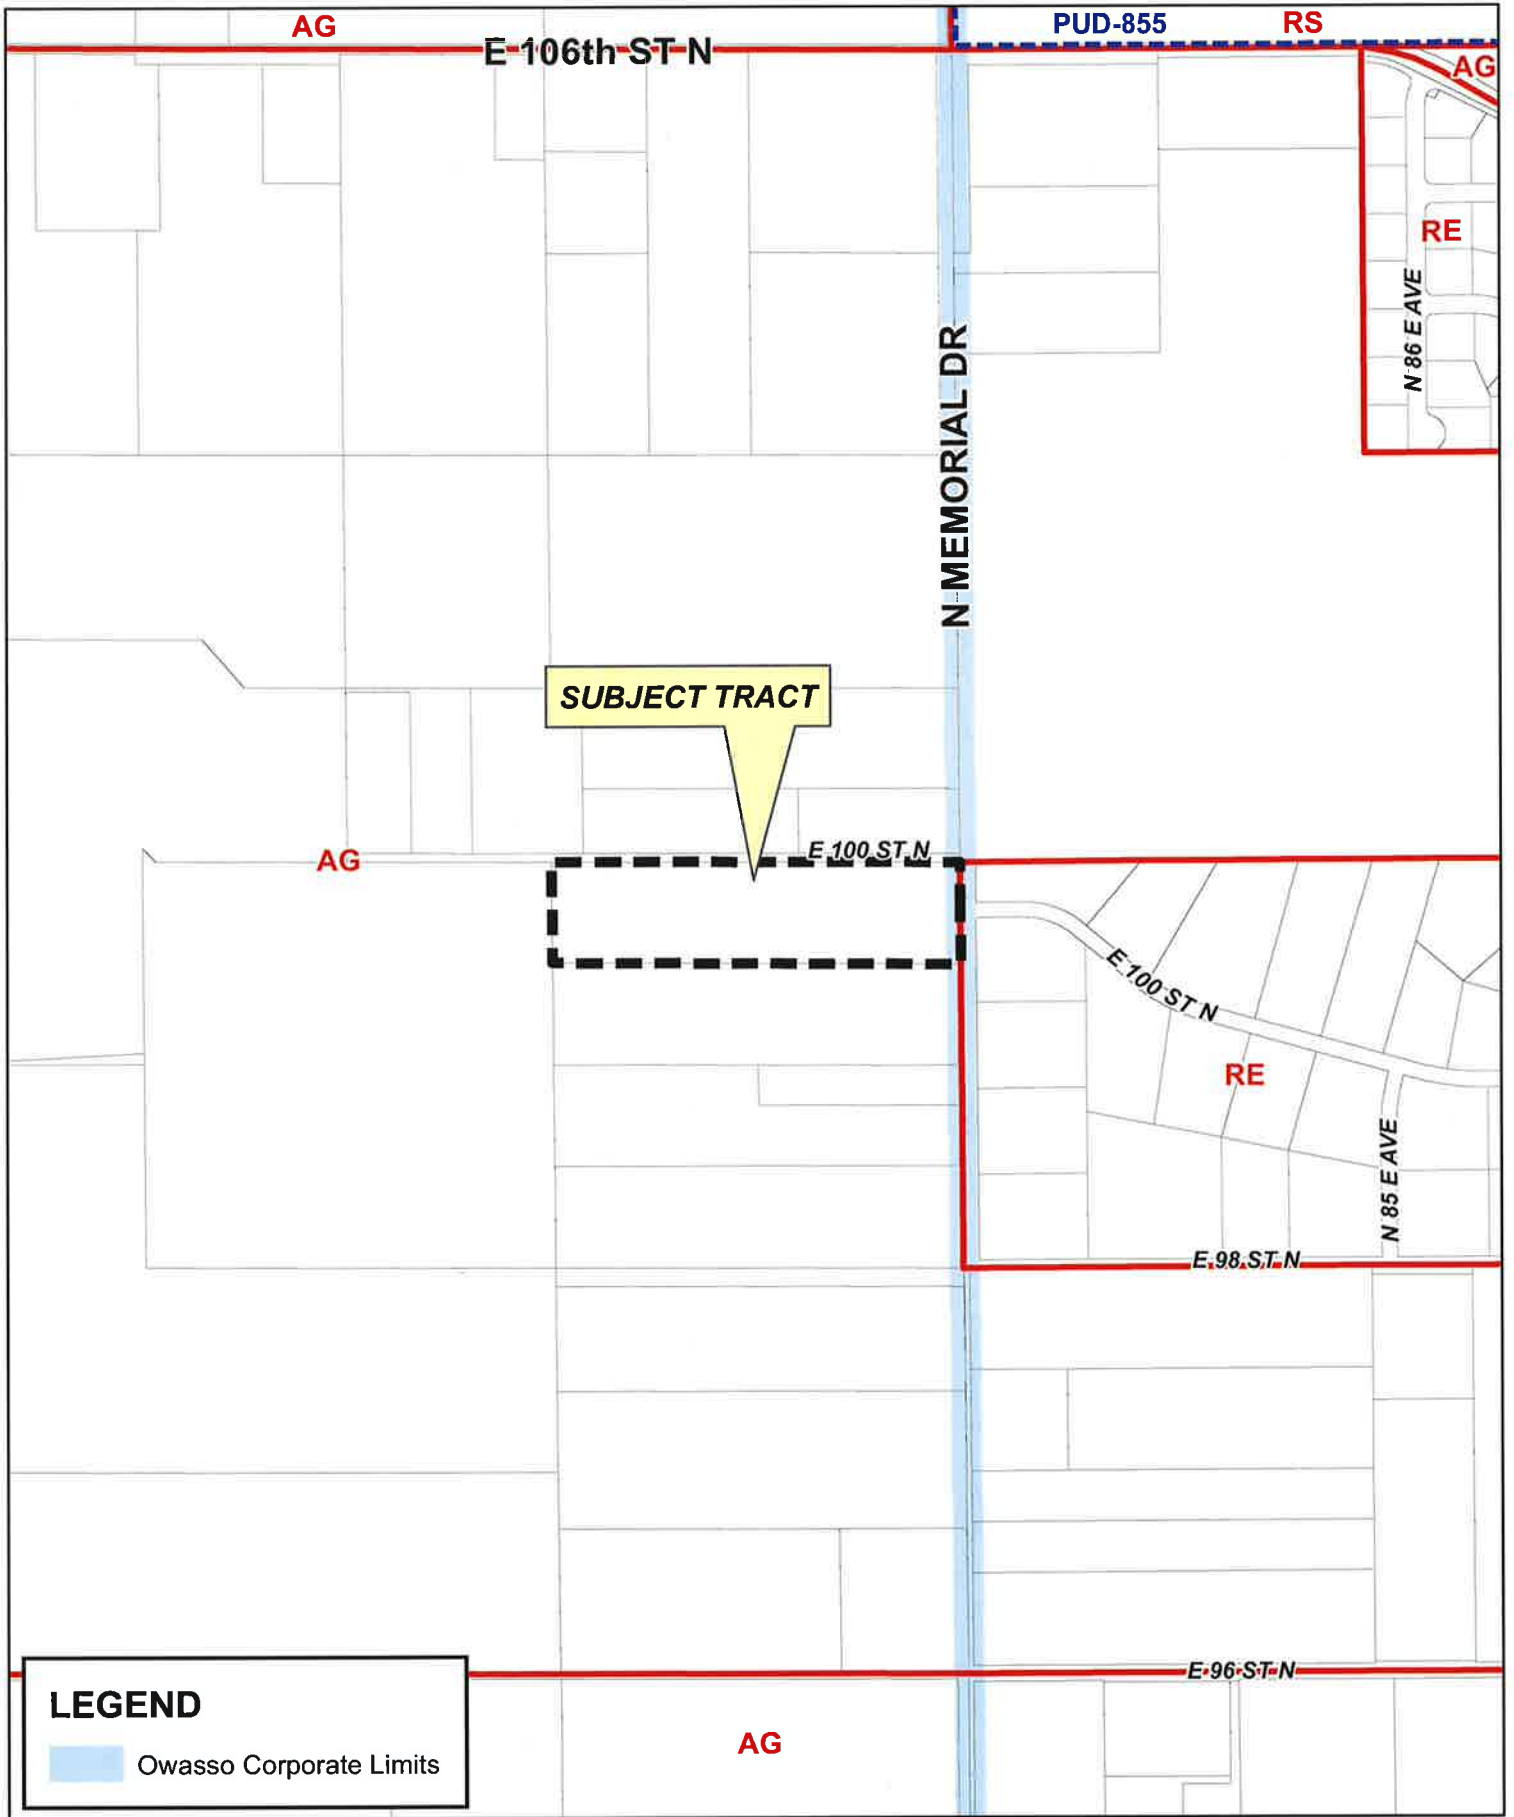 AG
PUD-855
RS
E 106th ST N
AG
RE
N 86 E AVE
N MEMORIAL DR
SUBJECT TRACT
E 100 ST N
AG
E 100 ST N
RE
N 85 E AVE
E 98 ST N
E 96 ST N
LEGEND
Owasso Corporate Limits
AG